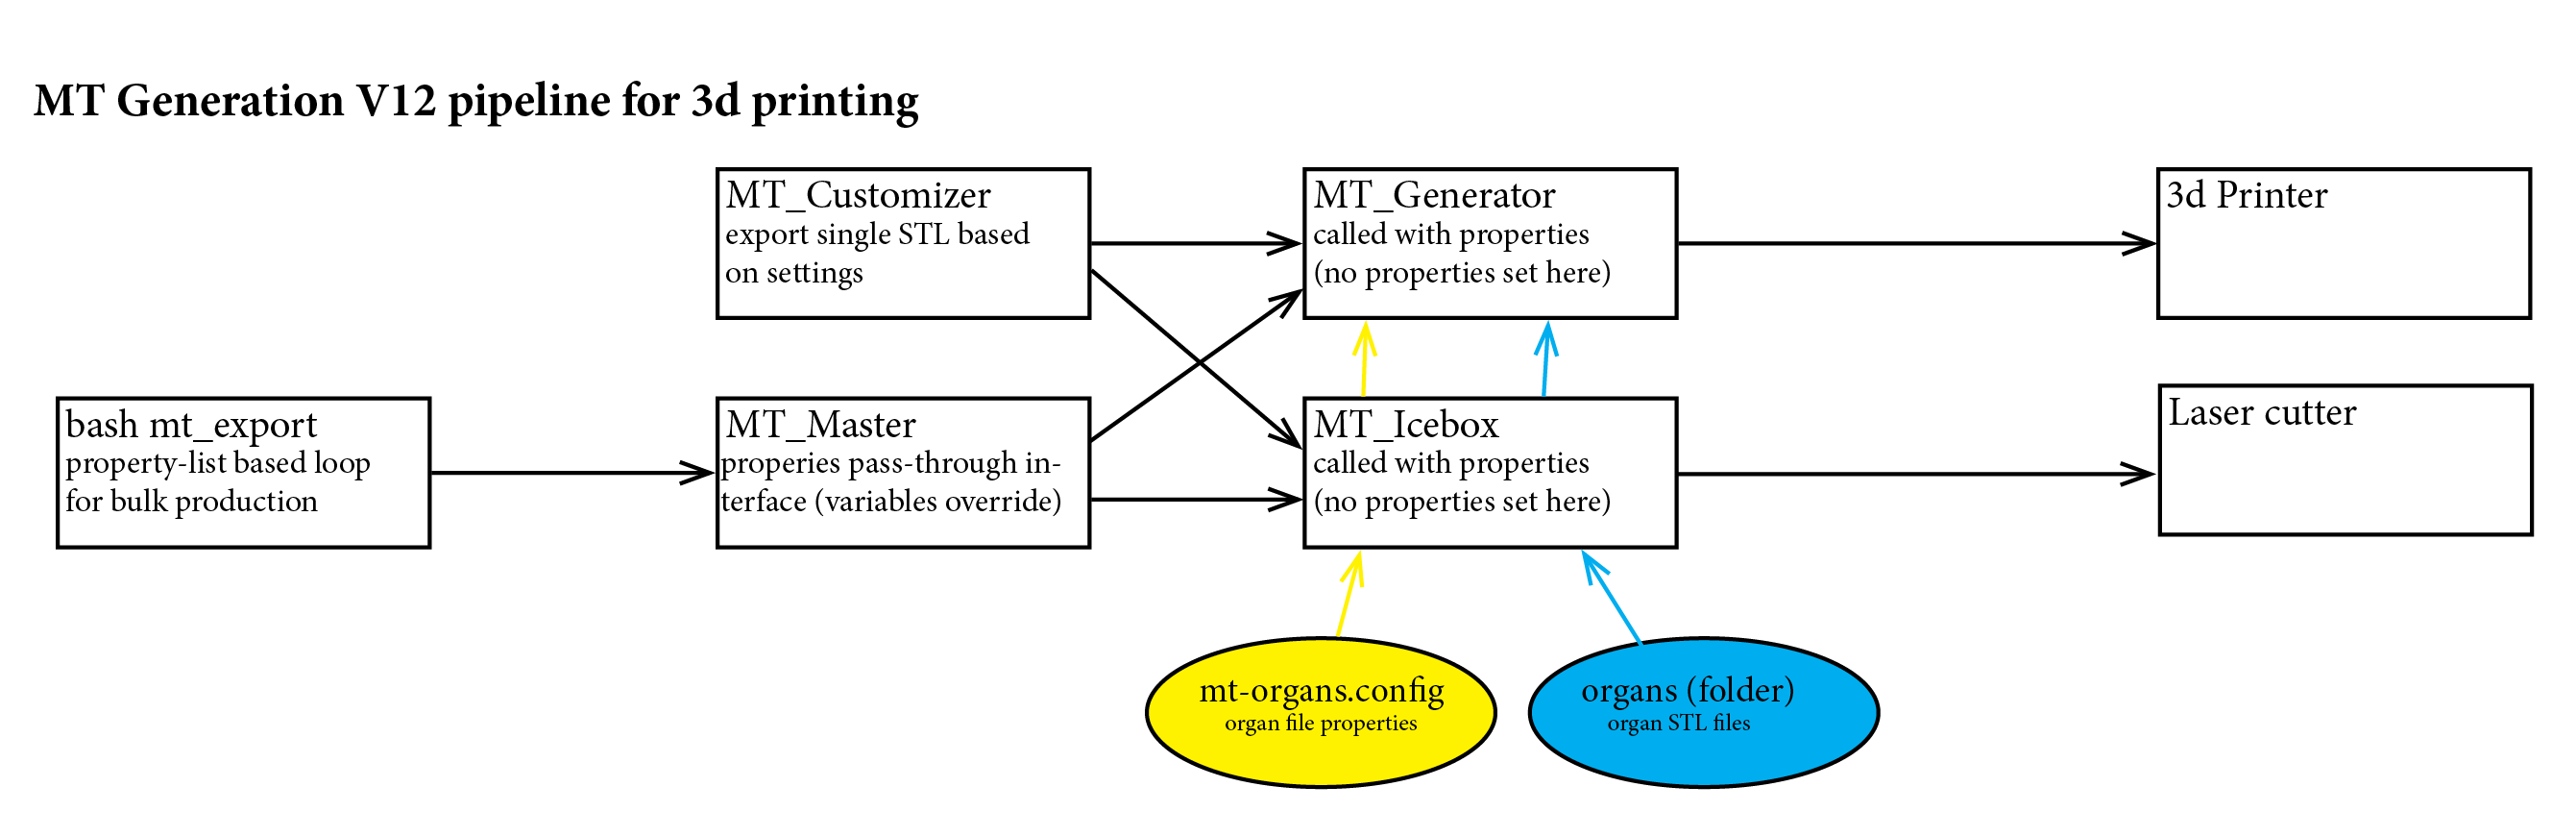 MT Generation V12 pipeline for 3d printing
MT_Customizer
export single STL based
on settings
MT_Generator
called with properties
(no properties set here)
3d Printer
bash mt_export
property-list based loop
for bulk production
MT_Master
properies pass-through in-
terface (variables override)
MT_Icebox
called with properties
(no properties set here)
Laser cutter
mt-organs.config
organ file properties
organs (folder)
organ STL files